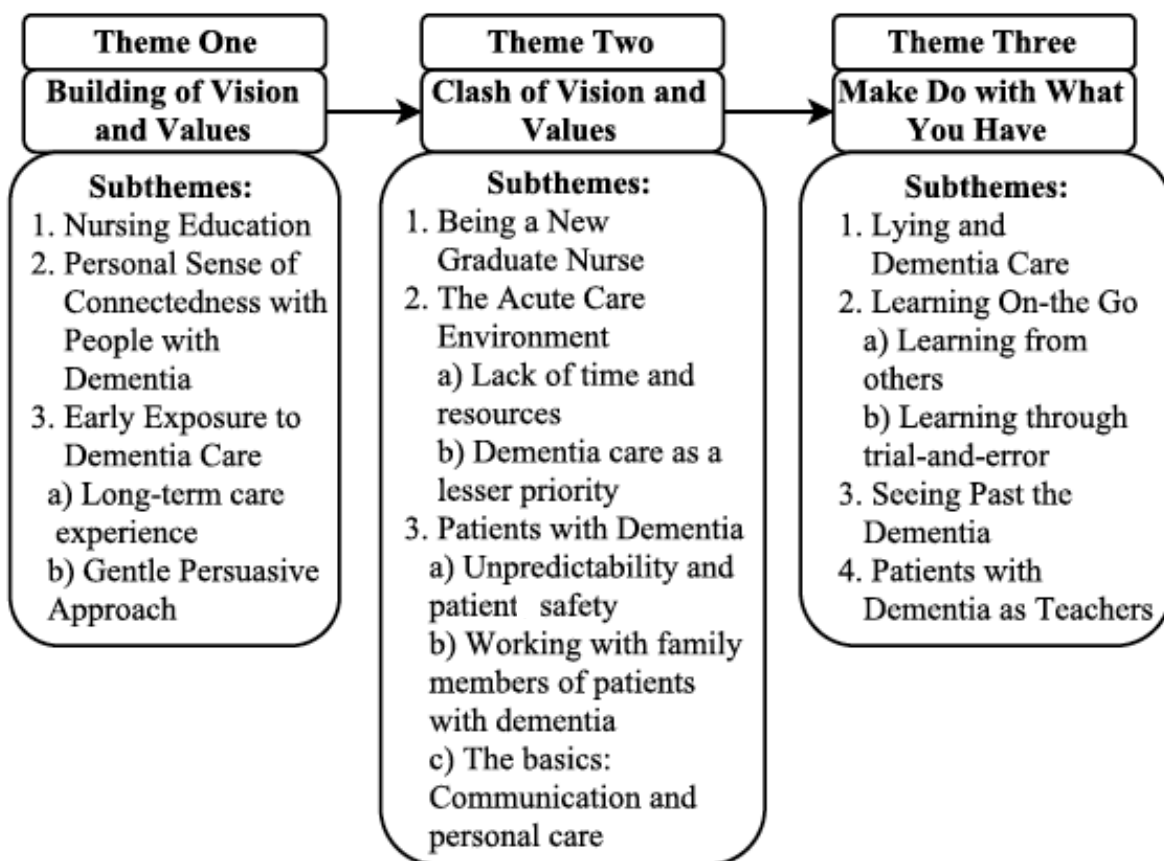 Theme One
Building of Vision
and Values
Subthemes:
1. Nursing Education
2. Personal Sense of
Connectedness with
People with
Dementia
3. Early Exposure to
Dementia Care
a) Long-term care
experience
b) Gentle Persuasive
Approach
Theme Two
Clash of Vision and
Values
Subthemes:
1. Being a New
Graduate Nurse
2. The Acute Care
Environment
a) Lack of time and
resources
b) Dementia care as a
lesser priority
3. Patients with Dementia
a) Unpredictability and
patient safety
b) Working with family
members of patients
with dementia
c) The basics:
Communication and
personal care
Theme Three
Make Do with What
You Have
Subthemes:
1. Lying and
Dementia Care
2. Learning On-the Go
a) Learning from
others
b) Learning through
trial-and-error
3. Seeing Past the
Dementia
4. Patients with
Dementia as Teachers